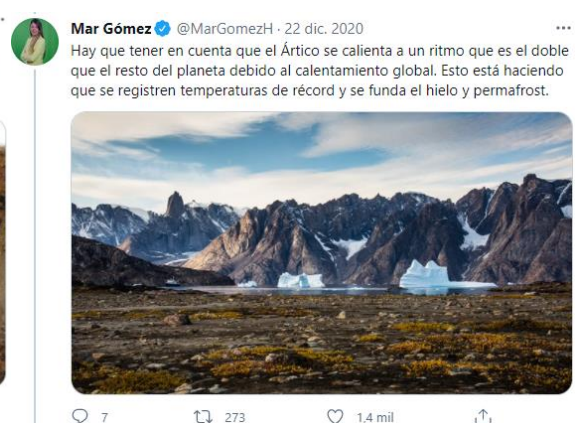 Mar Gómez @MarGomezH · 22 dic. 2020
Hay que tener en cuenta que el Ártico se calienta a un ritmo que es el doble
que el resto del planeta debido al calentamiento global. Esto está haciendo
que se registren temperaturas de récord y se funda el hielo y permafrost.
7 273 1,4 mil